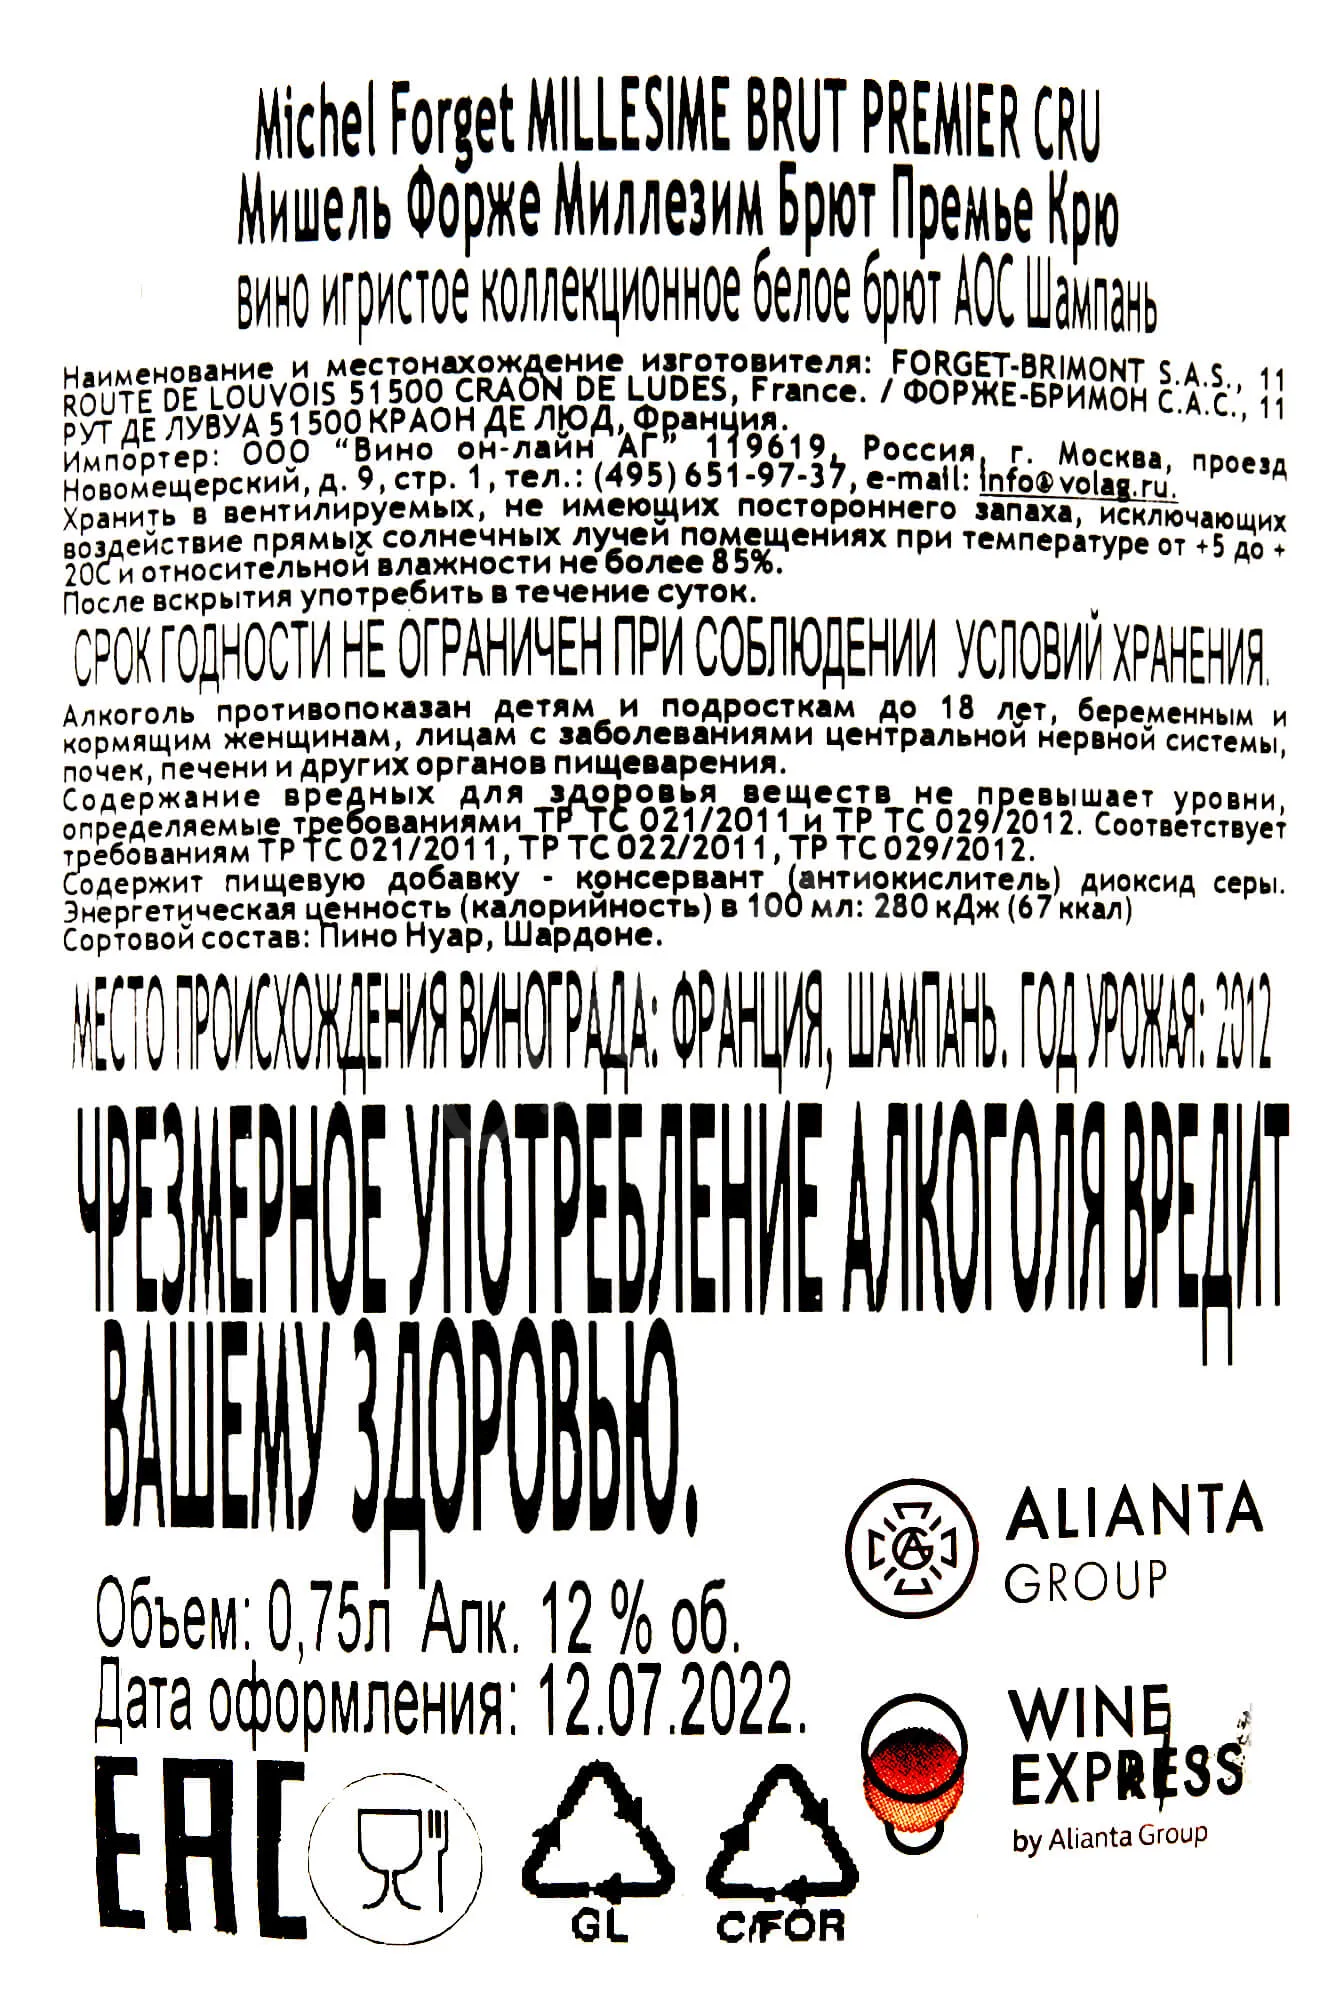 Michel Forget MILLESIME BRUT PREMIER CRU
Мишель Форже Миллезим Брют Премье Крю
вино игристое коллекционное белое брют АОС Шампань
Наименование и местонахождение изготовителя: FORGET-BRIMONT S.A.S., 11
ROUTE DE LOUVOIS 51500 CRAON DE LUDES, France. / ФОРЖЕ-БРИМОН С.А.С., 11
РУТ ДЕ ЛУВУА 51500 КРАОН ДЕ ЛЮД, Франция.
Импортер: ООО “Вино он-лайн АГ” 119619, Россия, г. Москва, проезд
Новомещерский, д. 9, стр. 1, тел.: (495) 651-97-37, e-mail: info@volag.ru.
Хранить в вентилируемых, не имеющих постороннего запаха, исключающих
воздействие прямых солнечных лучей помещениях при температуре от +5 до +
20С и относительной влажности не более 85%.
После вскрытия употребить в течение суток.
СРОК ГОДНОСТИ НЕ ОГРАНИЧЕН ПРИ СОБЛЮДЕНИИ УСЛОВИЙ ХРАНЕНИЯ.
Алкоголь противопоказан детям и подросткам до 18 лет, беременным и
кормящим женщинам, лицам с заболеваниями центральной нервной системы,
почек, печени и других органов пищеварения.
Содержание вредных для здоровья веществ не превышает уровни,
определяемые требованиями ТР ТС 021/2011 и ТР ТС 029/2012. Соответствует
требованиям ТР ТС 021/2011, ТР ТС 022/2011, ТР ТС 029/2012.
Содержит пищевую добавку - консервант (антиокислитель) диоксид серы.
Энергетическая ценность (калорийность) в 100 мл: 280 кДж (67 ккал)
Сортовой состав: Пино Нуар, Шардоне.
МЕСТО ПРОИСХОЖДЕНИЯ ВИНОГРАДА: ФРАНЦИЯ, ШАМПАНЬ. ГОД УРОЖАЯ: 2012
ЧРЕЗМЕРНОЕ УПОТРЕБЛЕНИЕ АЛКОГОЛЯ ВРЕДИТ
ВАШЕМУ ЗДОРОВЬЮ.
ALIANTA
GROUP
Объем: 0,75л Алк. 12 % об.
Дата оформления: 12.07.2022.
WINE
EXPRESS
by Alianta Group
EAC
GL
C/FOR